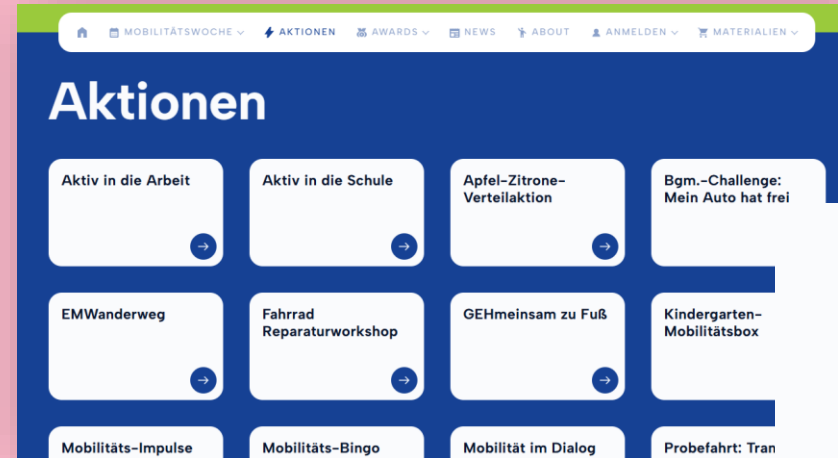 MOBILITÄTSWOCHE AKTIONEN AWARDS NEWS ABOUT ANMELDEN MATERIALIEN
Aktionen
Aktiv in die Arbeit
Aktiv in die Schule
Apfel-Zitrone-
Verteilaktion
Bgm.-Challenge:
Mein Auto hat frei
EMWanderweg
Fahrrad
Reparaturworkshop
GEHmeinsam zu Fuß
Kindergarten-
Mobilitätsbox
Mobilitäts-Impulse
Mobilitäts-Bingo
Mobilität im Dialog
Probefahrt: